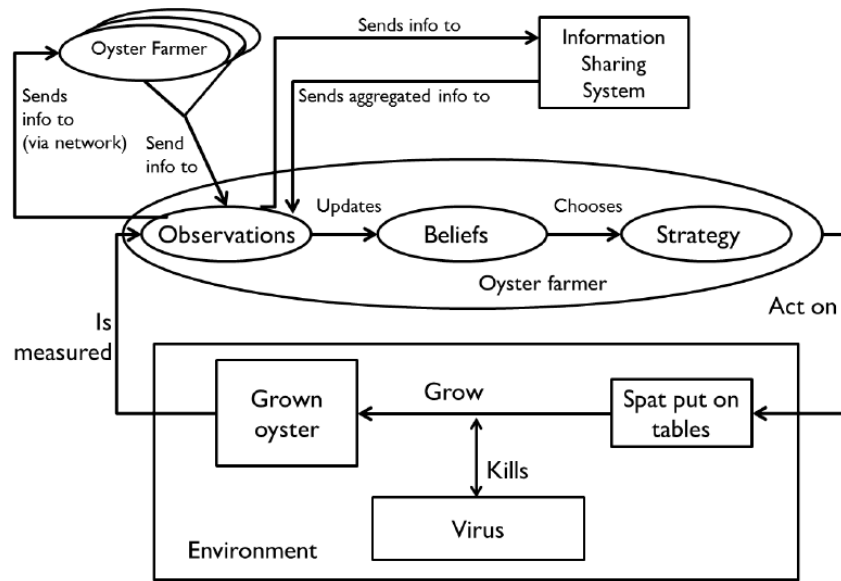 Oyster Farmer
Sends info to
Information
Sharing
System
Sends
info to
(via network)
Send
info to
Sends aggregated info to
Observations
Updates
Beliefs
Chooses
Strategy
Oyster farmer
Act on
Is
measured
Grown
oyster
Grow
Spat put on
tables
Kills
Virus
Environment